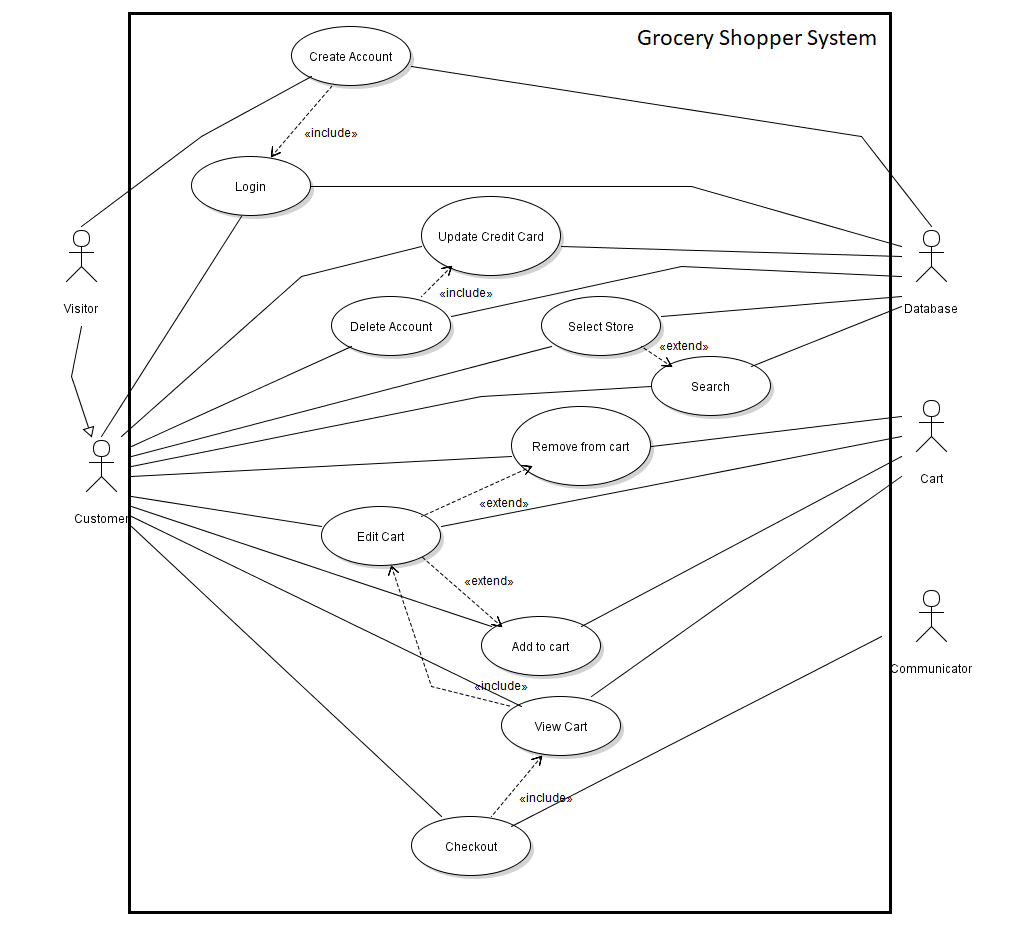 Grocery Shopper System
Create Account
«include»
Login
Update Credit Card
«include»
Visitor
Delete Account
Select Store
Database
«extend»
Search
Remove from cart
Cart
«extend»
Customer
Edit Cart
«extend»
Add to cart
Communicator
«include»
View Cart
«include»
Checkout